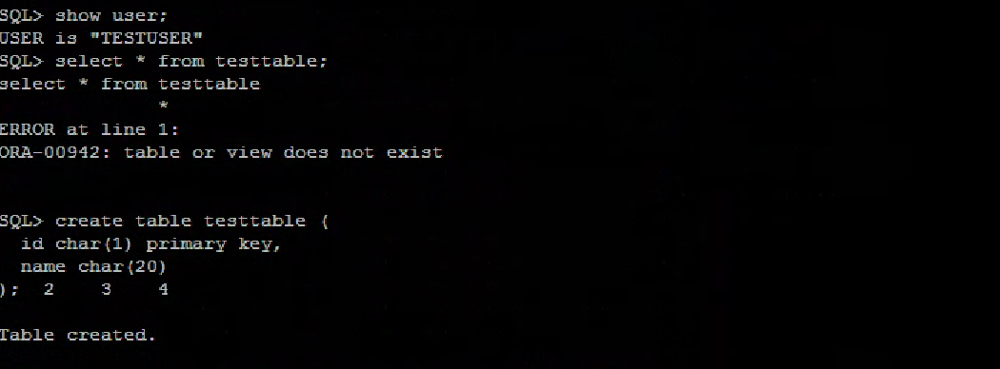 SQL> show user;
USER is "TESTUSER"
SQL> select * from testtable;
select * from testtable
*
ERROR at line 1:
ORA-00942: table or view does not exist
SQL> create table testtable (
id char(1) primary key,
name char(20)
);  2    3    4
Table created.